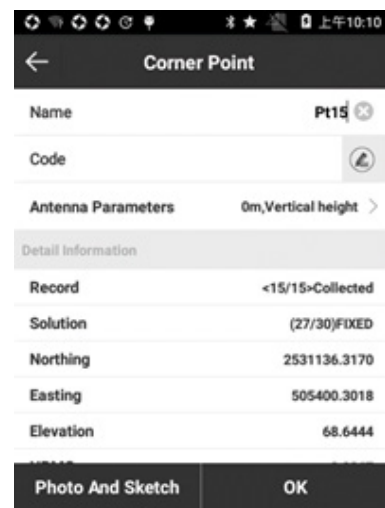 上午10:10
Corner Point
Name Pt15
Code
Antenna Parameters 0m,Vertical height
Detail Information
Record <15/15>Collected
Solution (27/30)FIXED
Northing 2531136.3170
Easting 505400.3018
Elevation 68.6444
Photo And Sketch OK